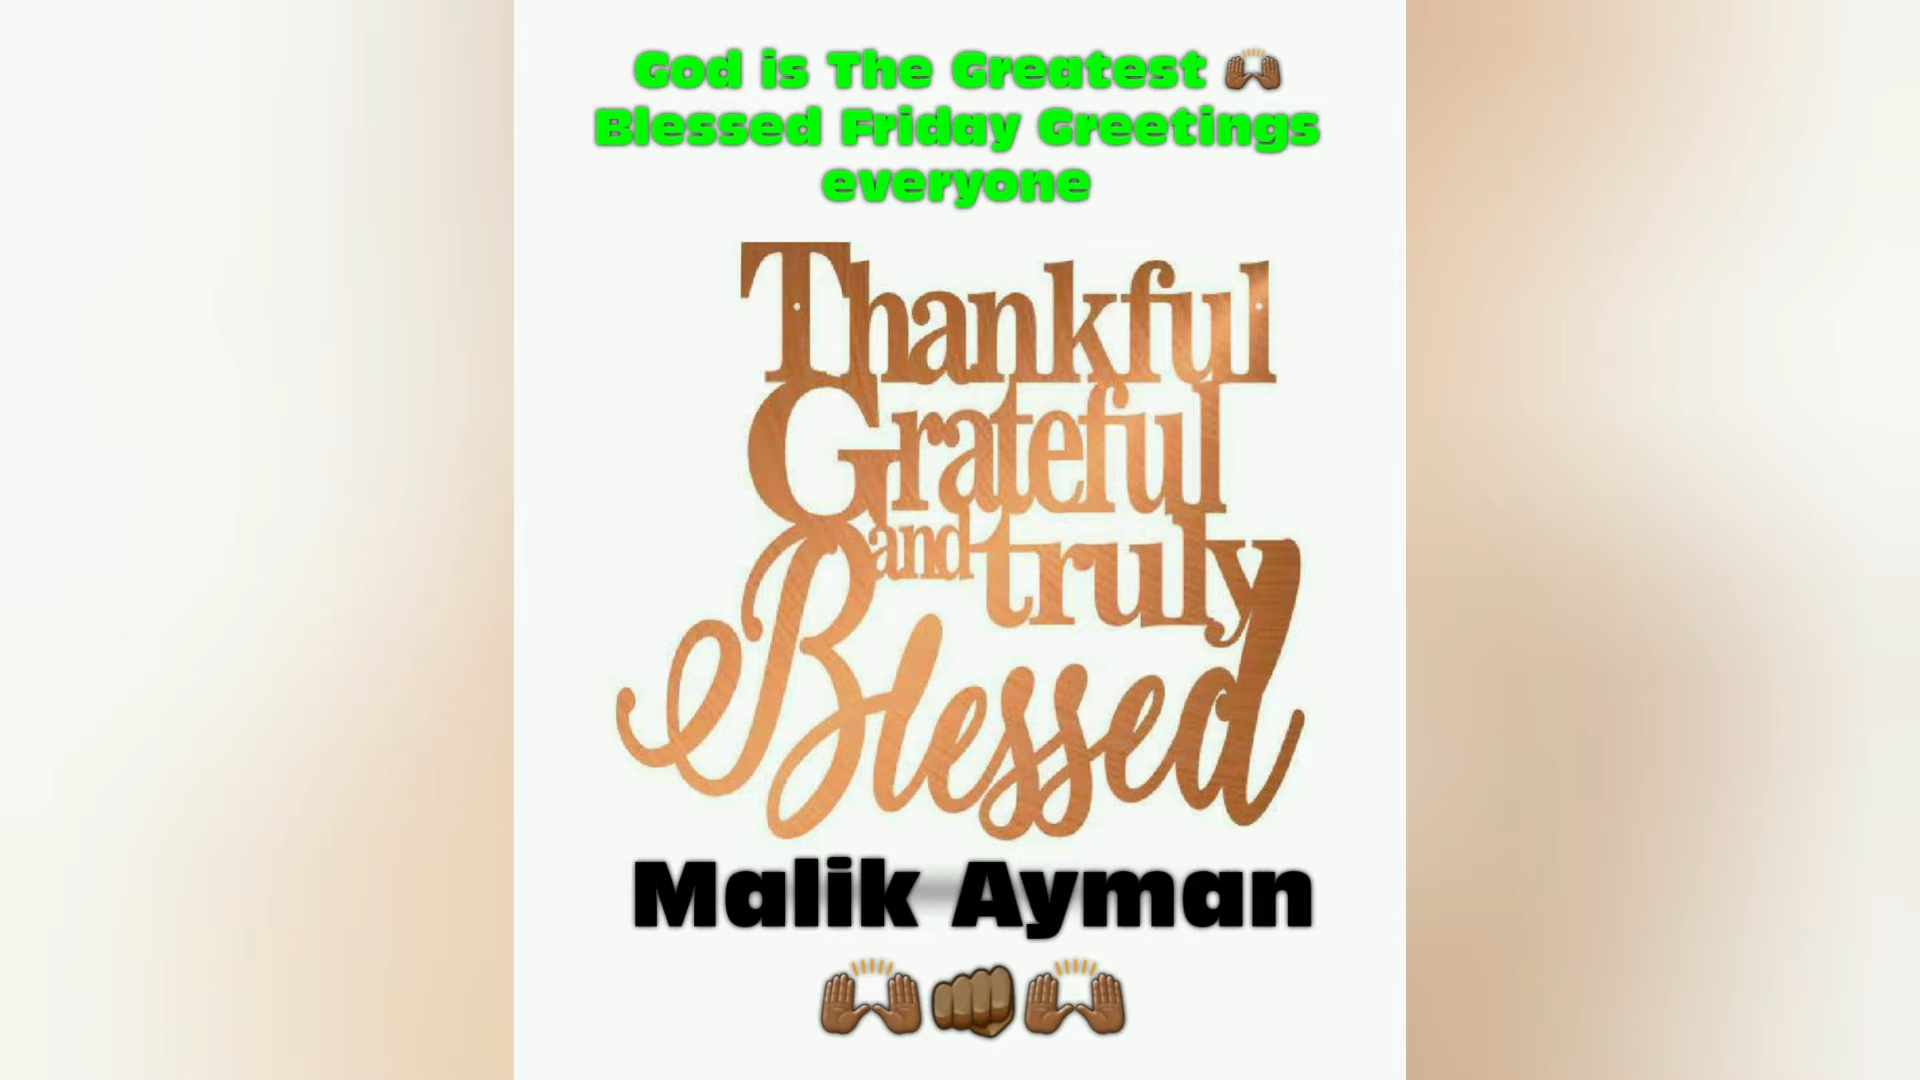 God is The Greatest 🙌🏾
Blessed Friday Greetings
everyone
Thankful
Grateful
and truly
Blessed
Malik Ayman
🙌🏾👊🏾🙌🏾